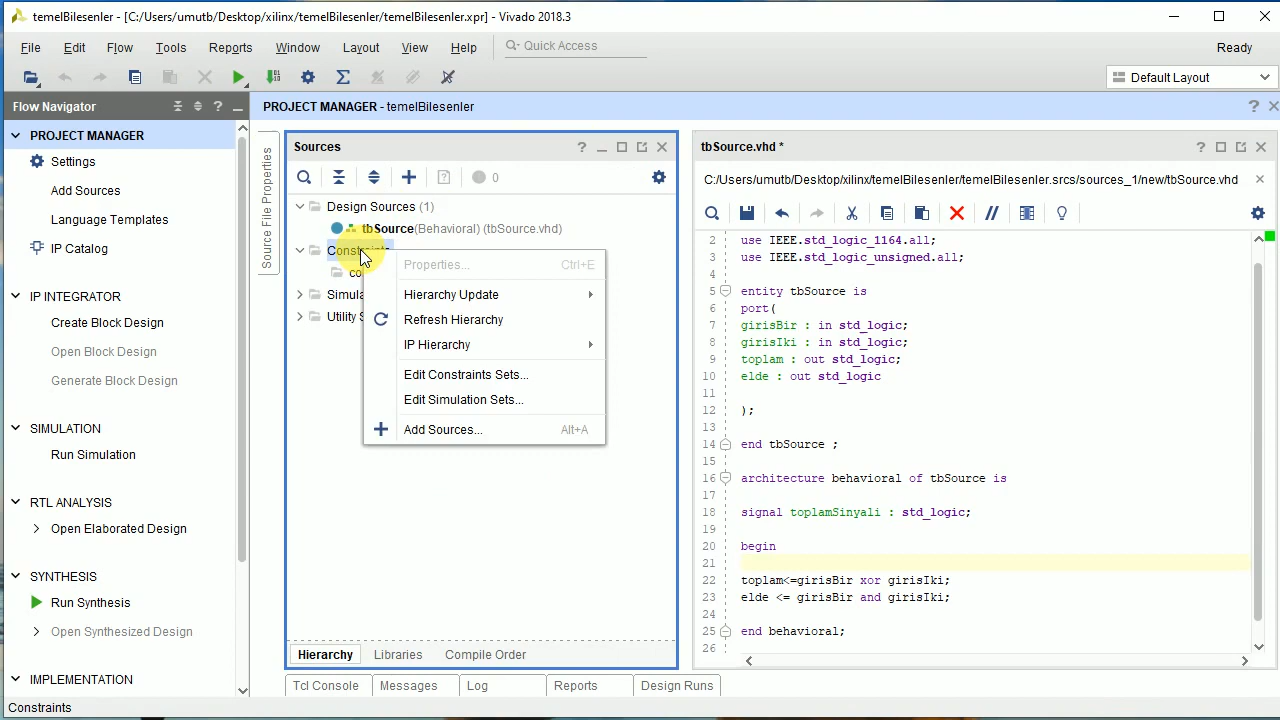 temelBilesenler - [C:/Users/umutb/Desktop/xilinx/temelBilesenler/temelBilesenler.xpr] - Vivado 2018.3
File Edit Flow Tools Reports Window Layout View Help Quick Access Ready
Default Layout
Flow Navigator
PROJECT MANAGER - temelBilesenler
PROJECT MANAGER
Settings
Add Sources
Language Templates
IP Catalog
IP INTEGRATOR
Create Block Design
Open Block Design
Generate Block Design
SIMULATION
Run Simulation
RTL ANALYSIS
Open Elaborated Design
SYNTHESIS
Run Synthesis
Open Synthesized Design
IMPLEMENTATION
Source File Properties
Sources
0
Design Sources (1)
tbSource(Behavioral) (tbSource.vhd)
Constraints
Properties... Ctrl+E
Hierarchy Update
Refresh Hierarchy
IP Hierarchy
Edit Constraints Sets...
Edit Simulation Sets...
Add Sources... Alt+A
Hierarchy Libraries Compile Order
Tcl Console Messages Log Reports Design Runs
tbSource.vhd *
C:/Users/umutb/Desktop/xilinx/temelBilesenler/temelBilesenler.srcs/sources_1/new/tbSource.vhd
2 use IEEE.std_logic_1164.all;
3 use IEEE.std_logic_unsigned.all;
4
5 entity tbSource is
6 port(
7 girisBir : in std_logic;
8 girisIki : in std_logic;
9 toplam : out std_logic;
10 elde : out std_logic
11
12 );
13
14 end tbSource ;
15
16 architecture behavioral of tbSource is
17
18 signal toplamSinyali : std_logic;
19
20 begin
21
22 toplam<=girisBir xor girisIki;
23 elde <= girisBir and girisIki;
24
25 end behavioral;
26
Constraints